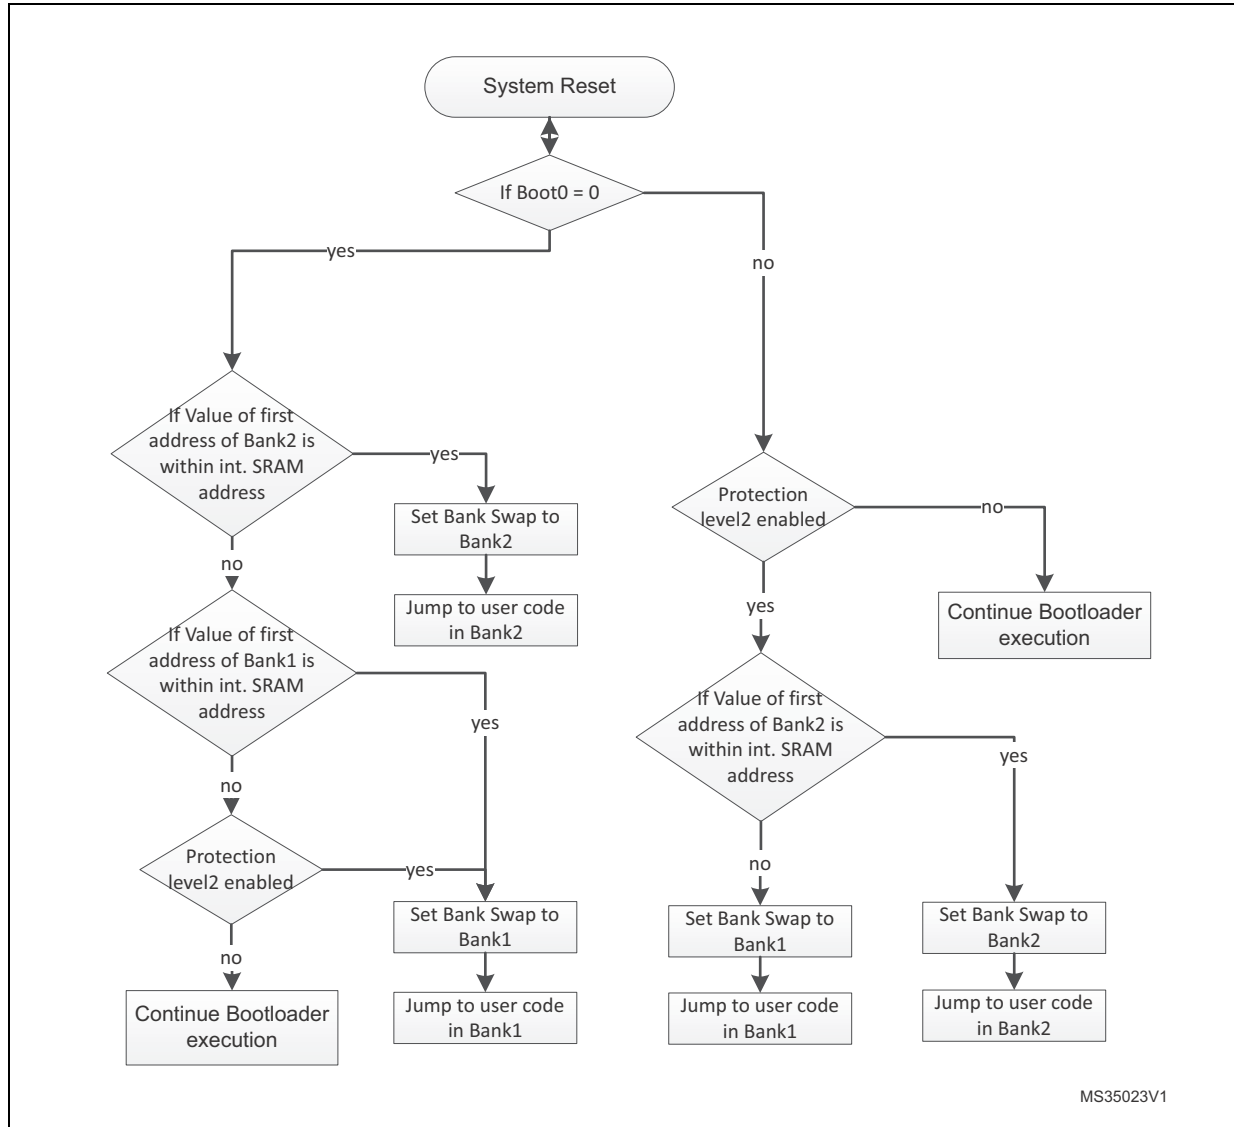 System Reset
If Boot0 = 0
yes
no
If Value of first
address of Bank2 is
within int. SRAM
address
yes
Set Bank Swap to
Bank2
Jump to user code
in Bank2
no
If Value of first
address of Bank1 is
within int. SRAM
address
yes
no
Protection
level2 enabled
yes
Set Bank Swap to
Bank1
Jump to user code
in Bank1
no
Continue Bootloader
execution
Protection
level2 enabled
no
Continue Bootloader
execution
yes
If Value of first
address of Bank2 is
within int. SRAM
address
yes
no
Set Bank Swap to
Bank1
Jump to user code
in Bank1
Set Bank Swap to
Bank2
Jump to user code
in Bank2
MS35023V1